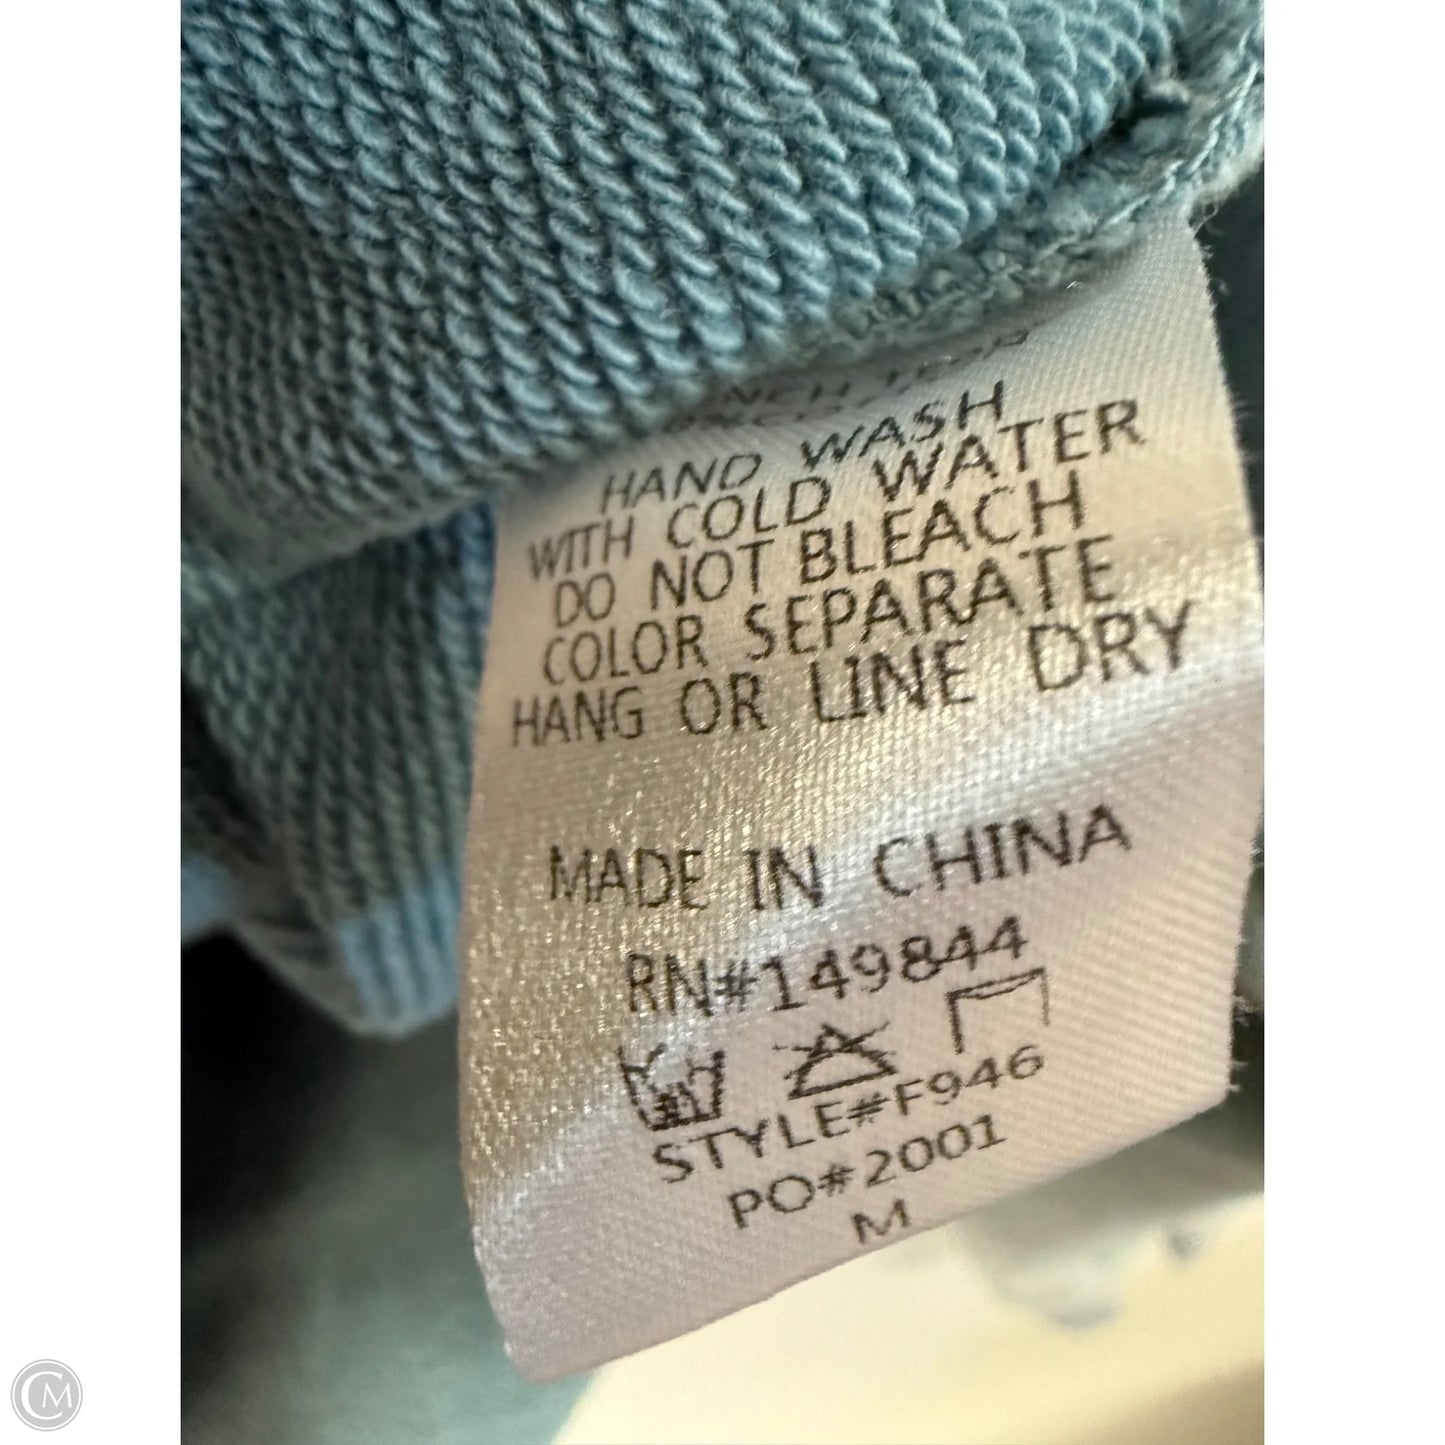 HAND WASH
WITH COLD WATER
DO NOT BLEACH
COLOR SEPARATE
HANG OR LINE DRY
MADE IN CHINA
RN#149844
STYLE#F946
PO#2001
M
CM